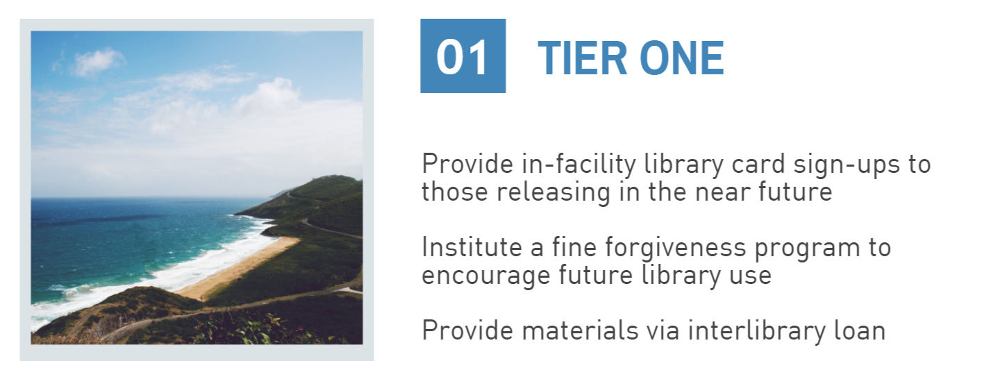 01 TIER ONE
Provide in-facility library card sign-ups to
those releasing in the near future
Institute a fine forgiveness program to
encourage future library use
Provide materials via interlibrary loan